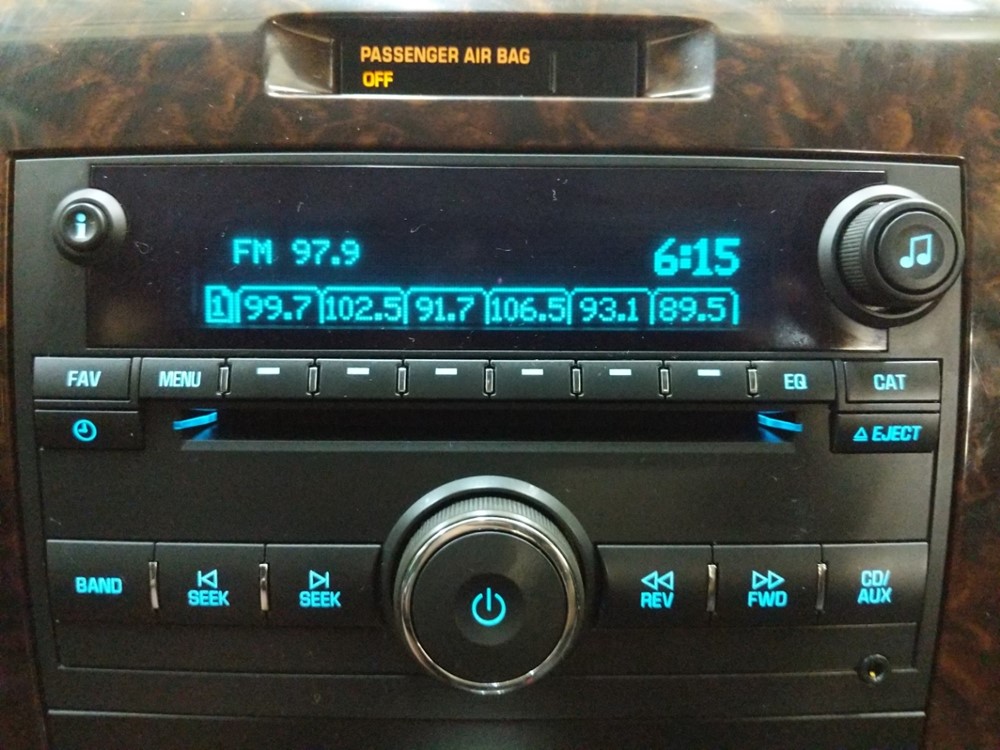 PASSENGER AIR BAG
OFF
i
FM 97.9 6:15
1 99.7 102.5 91.7 106.5 93.1 89.5
FAV MENU EQ CAT
EJECT
BAND SEEK SEEK REV FWD CD/
AUX